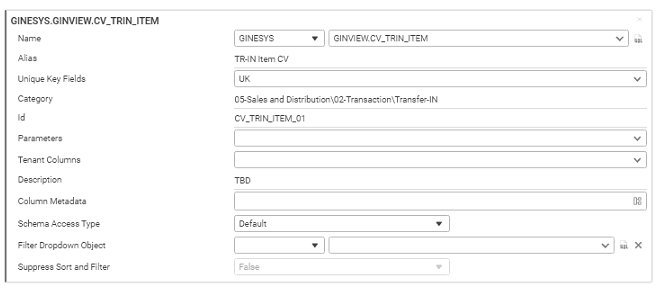 GINESYS.GINVIEW.CV_TRIN_ITEM
Name GINESYS GINVIEW.CV_TRIN_ITEM
Alias TR-IN Item CV
Unique Key Fields UK
Category 05-Sales and Distribution\02-Transaction\Transfer-IN
Id CV_TRIN_ITEM_01
Parameters
Tenant Columns
Description TBD
Column Metadata
Schema Access Type Default
Filter Dropdown Object
Suppress Sort and Filter False